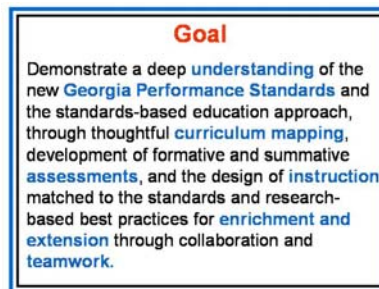 Goal
Demonstrate a deep understanding of the
new Georgia Performance Standards and
the standards-based education approach,
through thoughtful curriculum mapping,
development of formative and summative
assessments, and the design of instruction
matched to the standards and research-
based best practices for enrichment and
extension through collaboration and
teamwork.